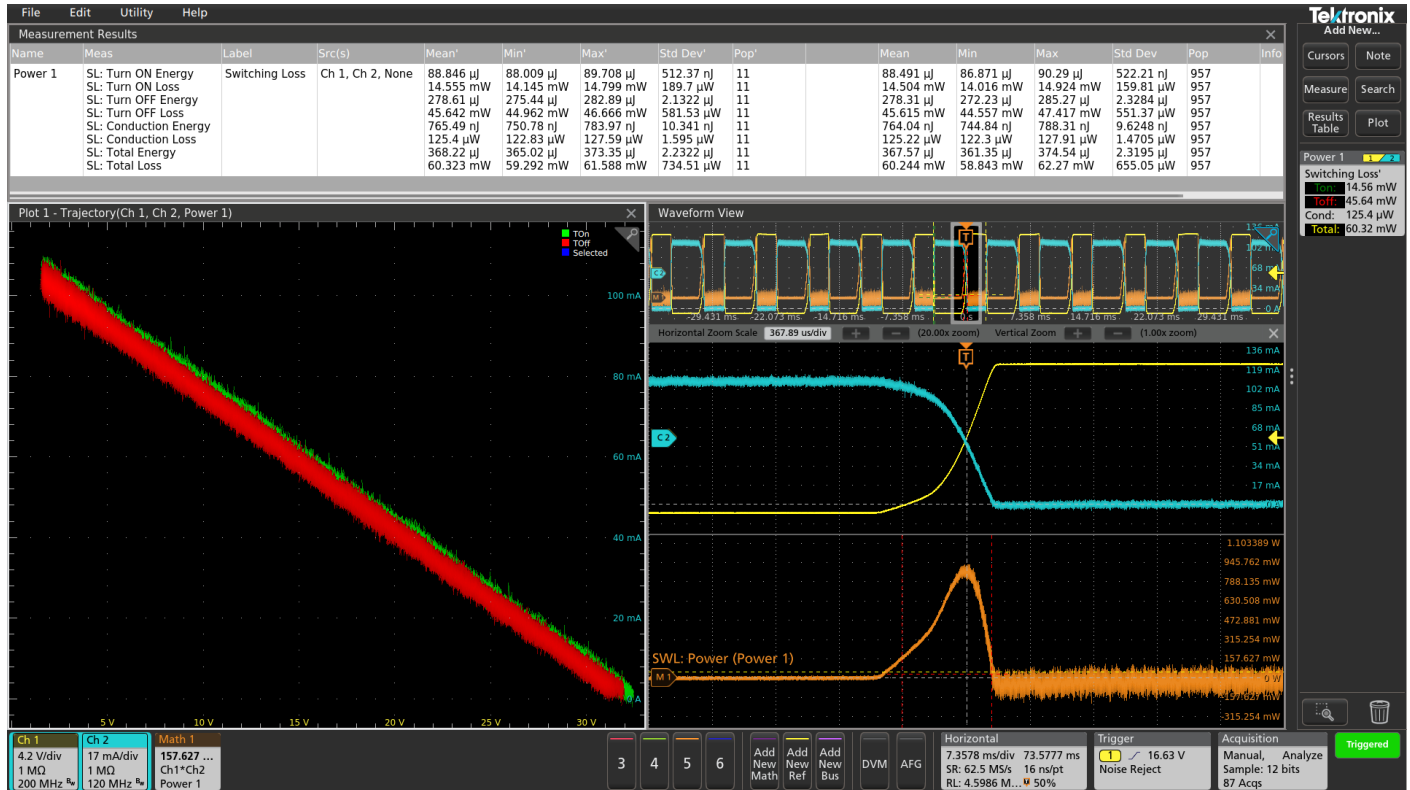 File Edit Utility Help
Tektronix
Measurement Results
Add New...
Name Meas Label Src(s) Mean' Min' Max' Std Dev' Pop' Mean Min Max Std Dev Pop Info
Power 1 SL: Turn ON Energy Switching Loss Ch 1, Ch 2, None 88.846 µJ 88.009 µJ 89.708 µJ 512.37 nJ 11 88.491 µJ 86.871 µJ 90.29 µJ 522.21 nJ 957
SL: Turn ON Loss 14.555 mW 14.145 mW 14.799 mW 189.7 µW 11 14.504 mW 14.016 mW 14.924 mW 159.81 µW 957
SL: Turn OFF Energy 278.61 µJ 275.44 µJ 282.89 µJ 2.1322 µJ 11 278.31 µJ 272.23 µJ 285.27 µJ 2.3284 µJ 957
SL: Turn OFF Loss 45.642 mW 44.962 mW 46.666 mW 581.53 µW 11 45.615 mW 44.557 mW 47.417 mW 551.37 µW 957
SL: Conduction Energy 765.49 nJ 750.78 nJ 783.97 nJ 10.341 nJ 11 764.04 nJ 744.84 nJ 788.31 nJ 9.6248 nJ 957
SL: Conduction Loss 125.4 µW 122.83 µW 127.59 µW 1.595 µW 11 125.22 µW 122.3 µW 127.91 µW 1.4705 µW 957
SL: Total Energy 368.22 µJ 365.02 µJ 373.35 µJ 2.2322 µJ 11 367.57 µJ 361.35 µJ 374.54 µJ 2.3195 µJ 957
SL: Total Loss 60.323 mW 59.292 mW 61.588 mW 734.51 µW 11 60.244 mW 58.843 mW 62.27 mW 655.05 µW 957
Cursors Note
Measure Search
Results Table Plot
Power 1 1 2
Switching Loss'
Ton: 14.56 mW
Toff: 45.64 mW
Cond: 125.4 µW
Total: 60.32 mW
Plot 1 - Trajectory(Ch 1, Ch 2, Power 1)
TOn
TOff
Selected
100 mA
80 mA
60 mA
40 mA
20 mA
5 V 10 V 15 V 20 V 25 V 30 V
Waveform View
T
C 2
M 1
68 mA
34 mA
0 A
-29.431 ms -22.073 ms -14.716 ms -7.358 ms 0 s 7.358 ms 14.716 ms 22.073 ms 29.431 ms
Horizontal Zoom Scale 367.89 us/div (20.00x zoom) Vertical Zoom (1.00x zoom)
T
136 mA
119 mA
102 mA
85 mA
C 2
68 mA
51 mA
34 mA
17 mA
0 A
1.103389 W
945.762 mW
788.135 mW
630.508 mW
472.881 mW
315.254 mW
157.627 mW
0 W
-157.627 mW
-315.254 mW
SWL: Power (Power 1)
M 1
Ch 1
4.2 V/div
1 MΩ
200 MHz Bw
Ch 2
17 mA/div
1 MΩ
120 MHz Bw
Math 1
157.627 ...
Ch1*Ch2
Power 1
3 4 5 6
Add New Math
Add New Ref
Add New Bus
DVM AFG
Horizontal
7.3578 ms/div 73.5777 ms
SR: 62.5 MS/s 16 ns/pt
RL: 4.5986 M... 50%
Trigger
1 16.63 V
Noise Reject
Acquisition
Manual, Analyze
Sample: 12 bits
87 Acqs
Triggered